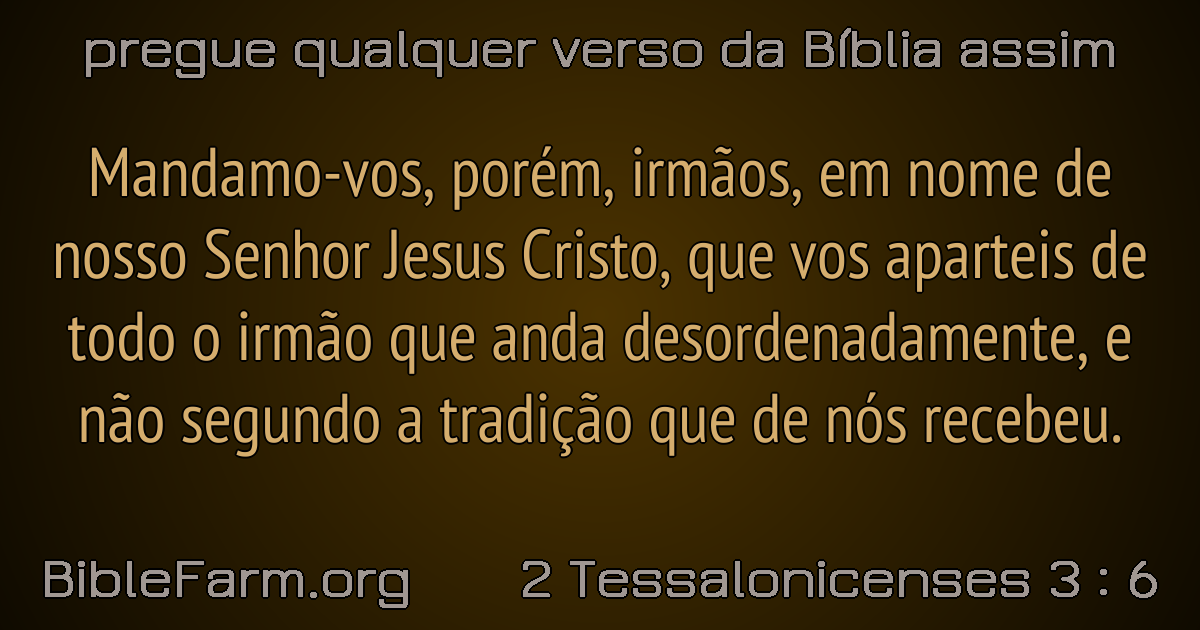 pregue qualquer verso da Bíblia assim
Mandamo-vos, porém, irmãos, em nome de
nosso Senhor Jesus Cristo, que vos aparteis de
todo o irmão que anda desordenadamente, e
não segundo a tradição que de nós recebeu.
BibleFarm.org 2 Tessalonicenses 3 : 6